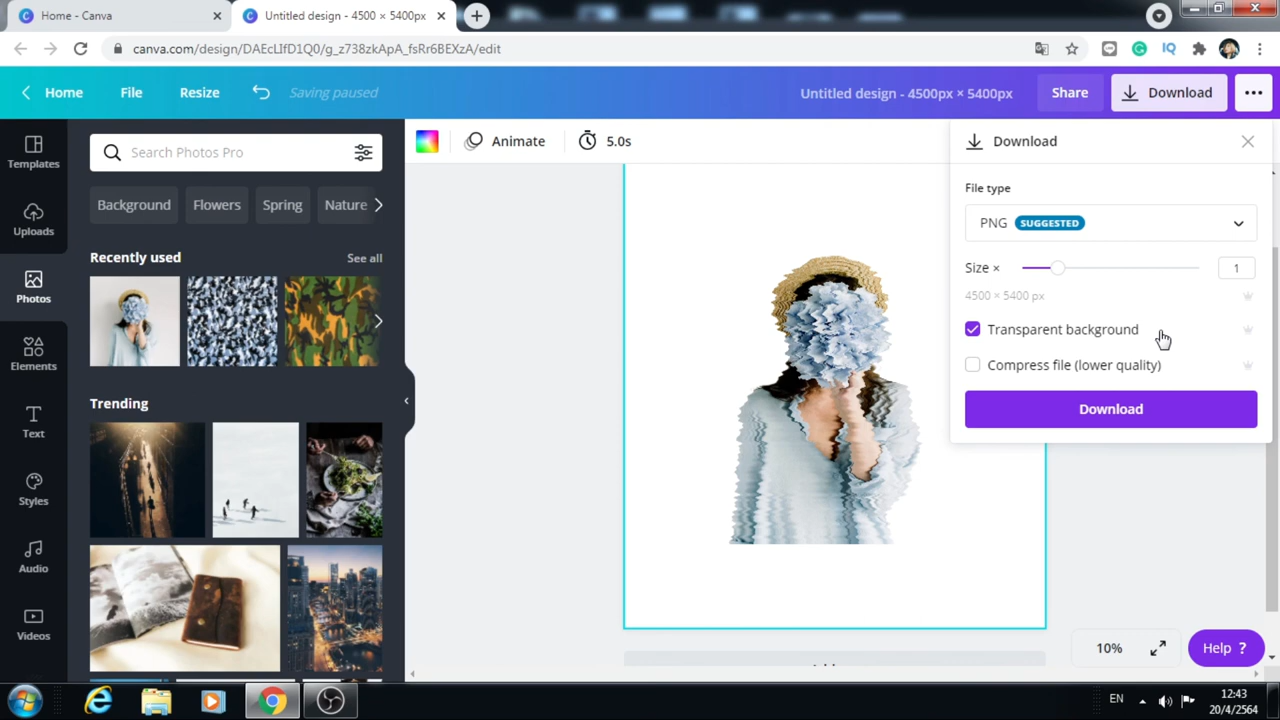 Home - Canva
Untitled design - 4500 × 5400px
canva.com/design/DAEcLIfD1Q0/g_z738zkApA_fsRr6BEXzA/edit
Home
File
Resize
Saving paused
Untitled design - 4500px × 5400px
Share
Download
Templates
Uploads
Photos
Elements
Text
Styles
Audio
Videos
Search Photos Pro
Background
Flowers
Spring
Nature
Recently used
See all
Trending
Animate
5.0s
Download
File type
PNG SUGGESTED
Size ×
1
4500 × 5400 px
Transparent background
Compress file (lower quality)
Download
10%
Help ?
EN
12:43
20/4/2564